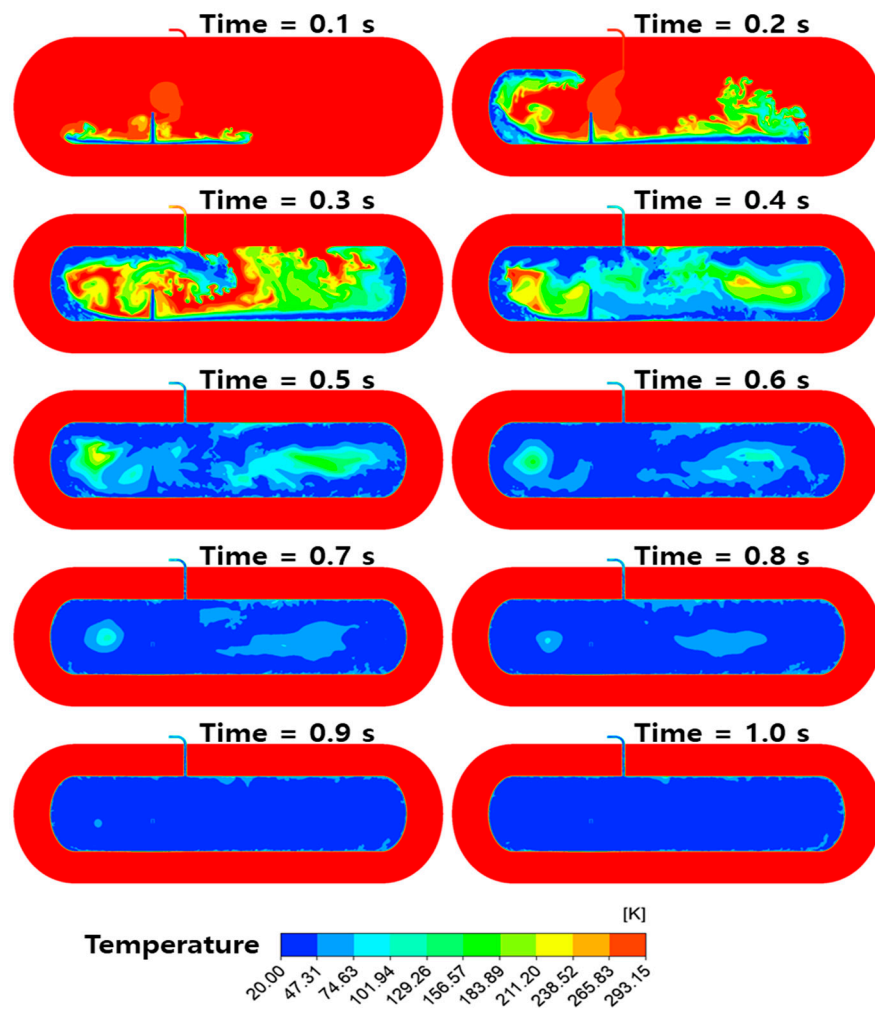 Time = 0.1 s
Time = 0.2 s
Time = 0.3 s
Time = 0.4 s
Time = 0.5 s
Time = 0.6 s
Time = 0.7 s
Time = 0.8 s
Time = 0.9 s
Time = 1.0 s
[K]
Temperature
20.00 47.31 74.63 101.94 129.26 156.57 183.89 211.20 238.52 265.83 293.15